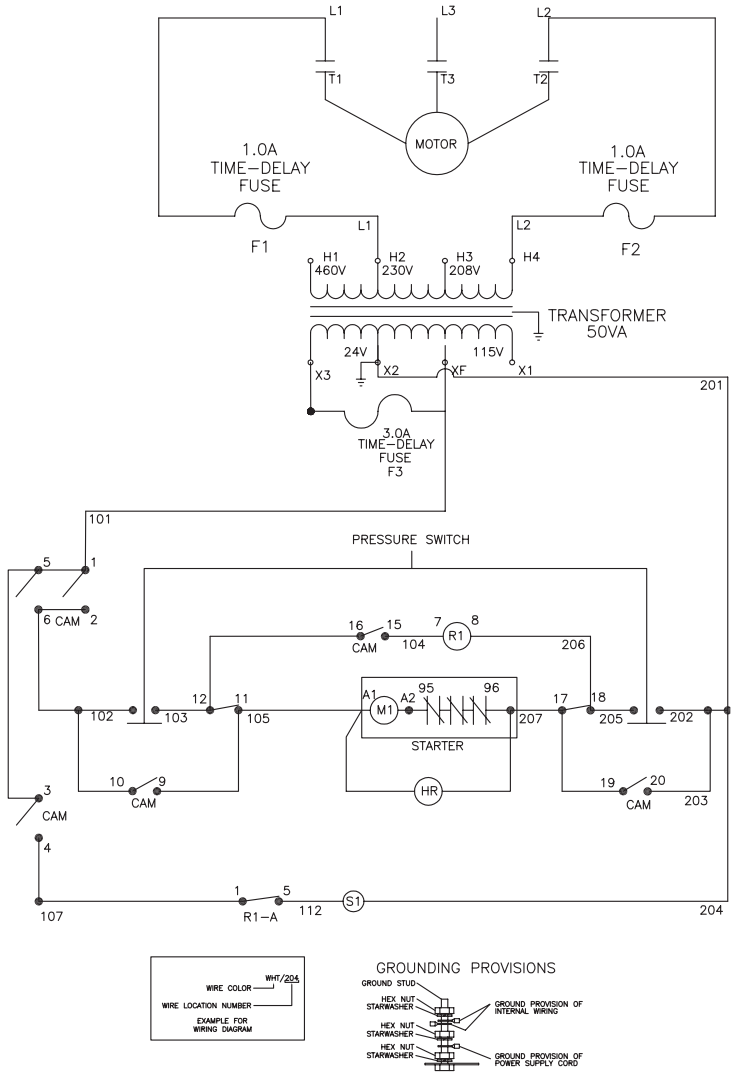 L1
L3
L2
T1
T3
T2
MOTOR
1.0A
TIME-DELAY
FUSE
1.0A
TIME-DELAY
FUSE
L1
L2
F1
F2
H1
460V
H2
230V
H3
208V
H4
TRANSFORMER
50VA
24V
115V
X3
X2
XF
X1
201
3.0A
TIME-DELAY
FUSE
F3
101
PRESSURE SWITCH
5
1
6
CAM
2
16
15
CAM
104
7
R1
8
206
12
11
102
103
105
A1
M1
A2
95
96
207
STARTER
17
18
205
202
10
9
CAM
HR
19
20
CAM
203
3
CAM
4
107
1
5
R1-A
112
S1
204
WHT/204
WIRE COLOR
WIRE LOCATION NUMBER
EXAMPLE FOR
WIRING DIAGRAM
GROUNDING PROVISIONS
GROUND STUD
HEX NUT
STARWASHER
GROUND PROVISION OF
INTERNAL WIRING
HEX NUT
STARWASHER
HEX NUT
STARWASHER
GROUND PROVISION OF
POWER SUPPLY CORD